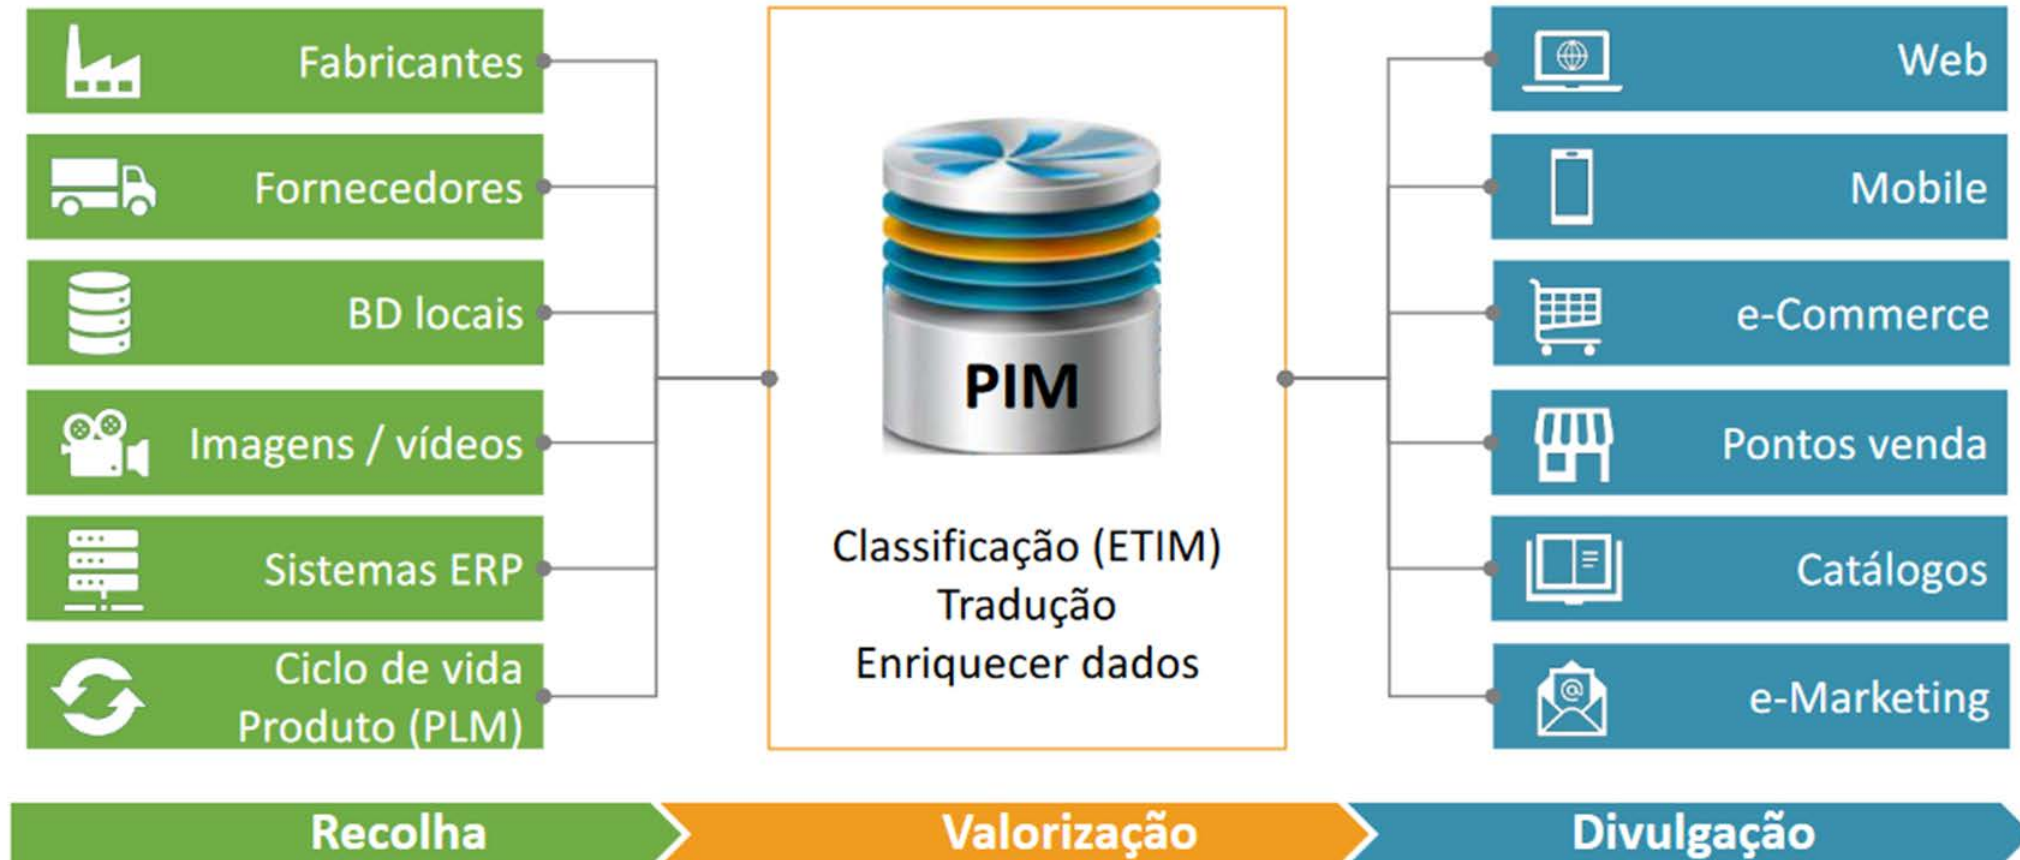 Fabricantes
Fornecedores
BD locais
Imagens / vídeos
Sistemas ERP
Ciclo de vida
Produto (PLM)
PIM
Classificação (ETIM)
Tradução
Enriquecer dados
Web
Mobile
e-Commerce
Pontos venda
Catálogos
@
e-Marketing
Recolha
Valorização
Divulgação